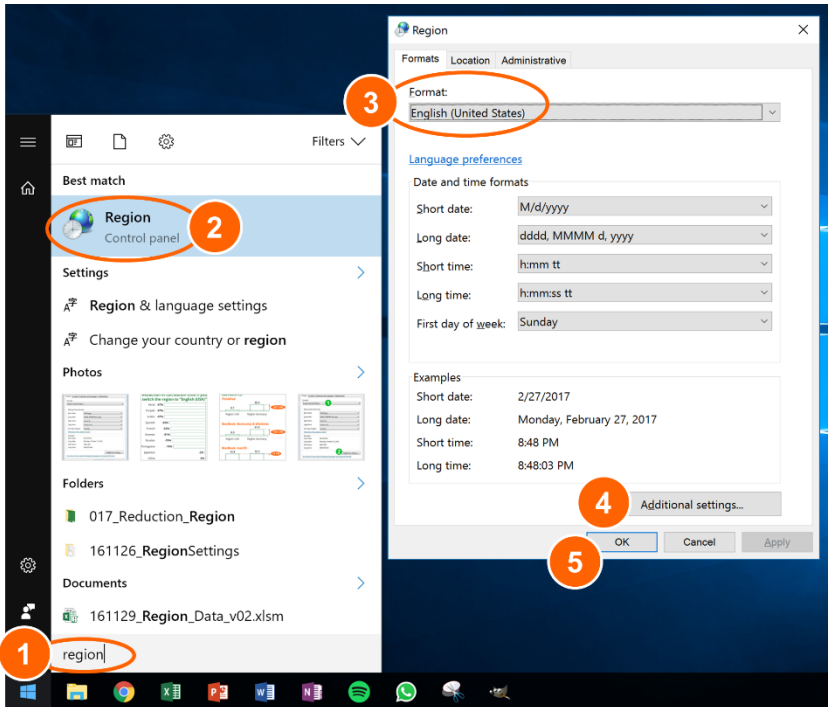 Filters
Best match
Region
Control panel
2
Settings
Region & language settings
Change your country or region
Photos
Folders
017_Reduction_Region
161126_RegionSettings
Documents
161129_Region_Data_v02.xlsm
1
region
Region
Formats Location Administrative
3
Format:
English (United States)
Language preferences
Date and time formats
Short date: M/d/yyyy
Long date: dddd, MMMM d, yyyy
Short time: h:mm tt
Long time: h:mm:ss tt
First day of week: Sunday
Examples
Short date: 2/27/2017
Long date: Monday, February 27, 2017
Short time: 8:48 PM
Long time: 8:48:03 PM
4 Additional settings...
5 OK Cancel Apply